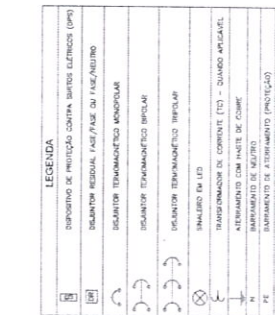 LEGENDA
DISPOSITIVO DE PROTEÇÃO CONTRA SURTOS ELÉTRICOS (DPS)
DR DISJUNTOR RESIDUAL FASE/FASE OU FASE/NEUTRO
DISJUNTOR TERMOMAGNÉTICO MONOPOLAR
DISJUNTOR TERMOMAGNÉTICO BIPOLAR
DISJUNTOR TERMOMAGNÉTICO TRIPOLAR
SINALEIRO EM LED
TRANSFORMADOR DE CORRENTE (TC) - QUANDO APLICÁVEL
ATERRAMENTO COM HASTE DE COBRE
N BARRAMENTO DE NEUTRO
PE BARRAMENTO DE ATERRAMENTO (PROTEÇÃO)